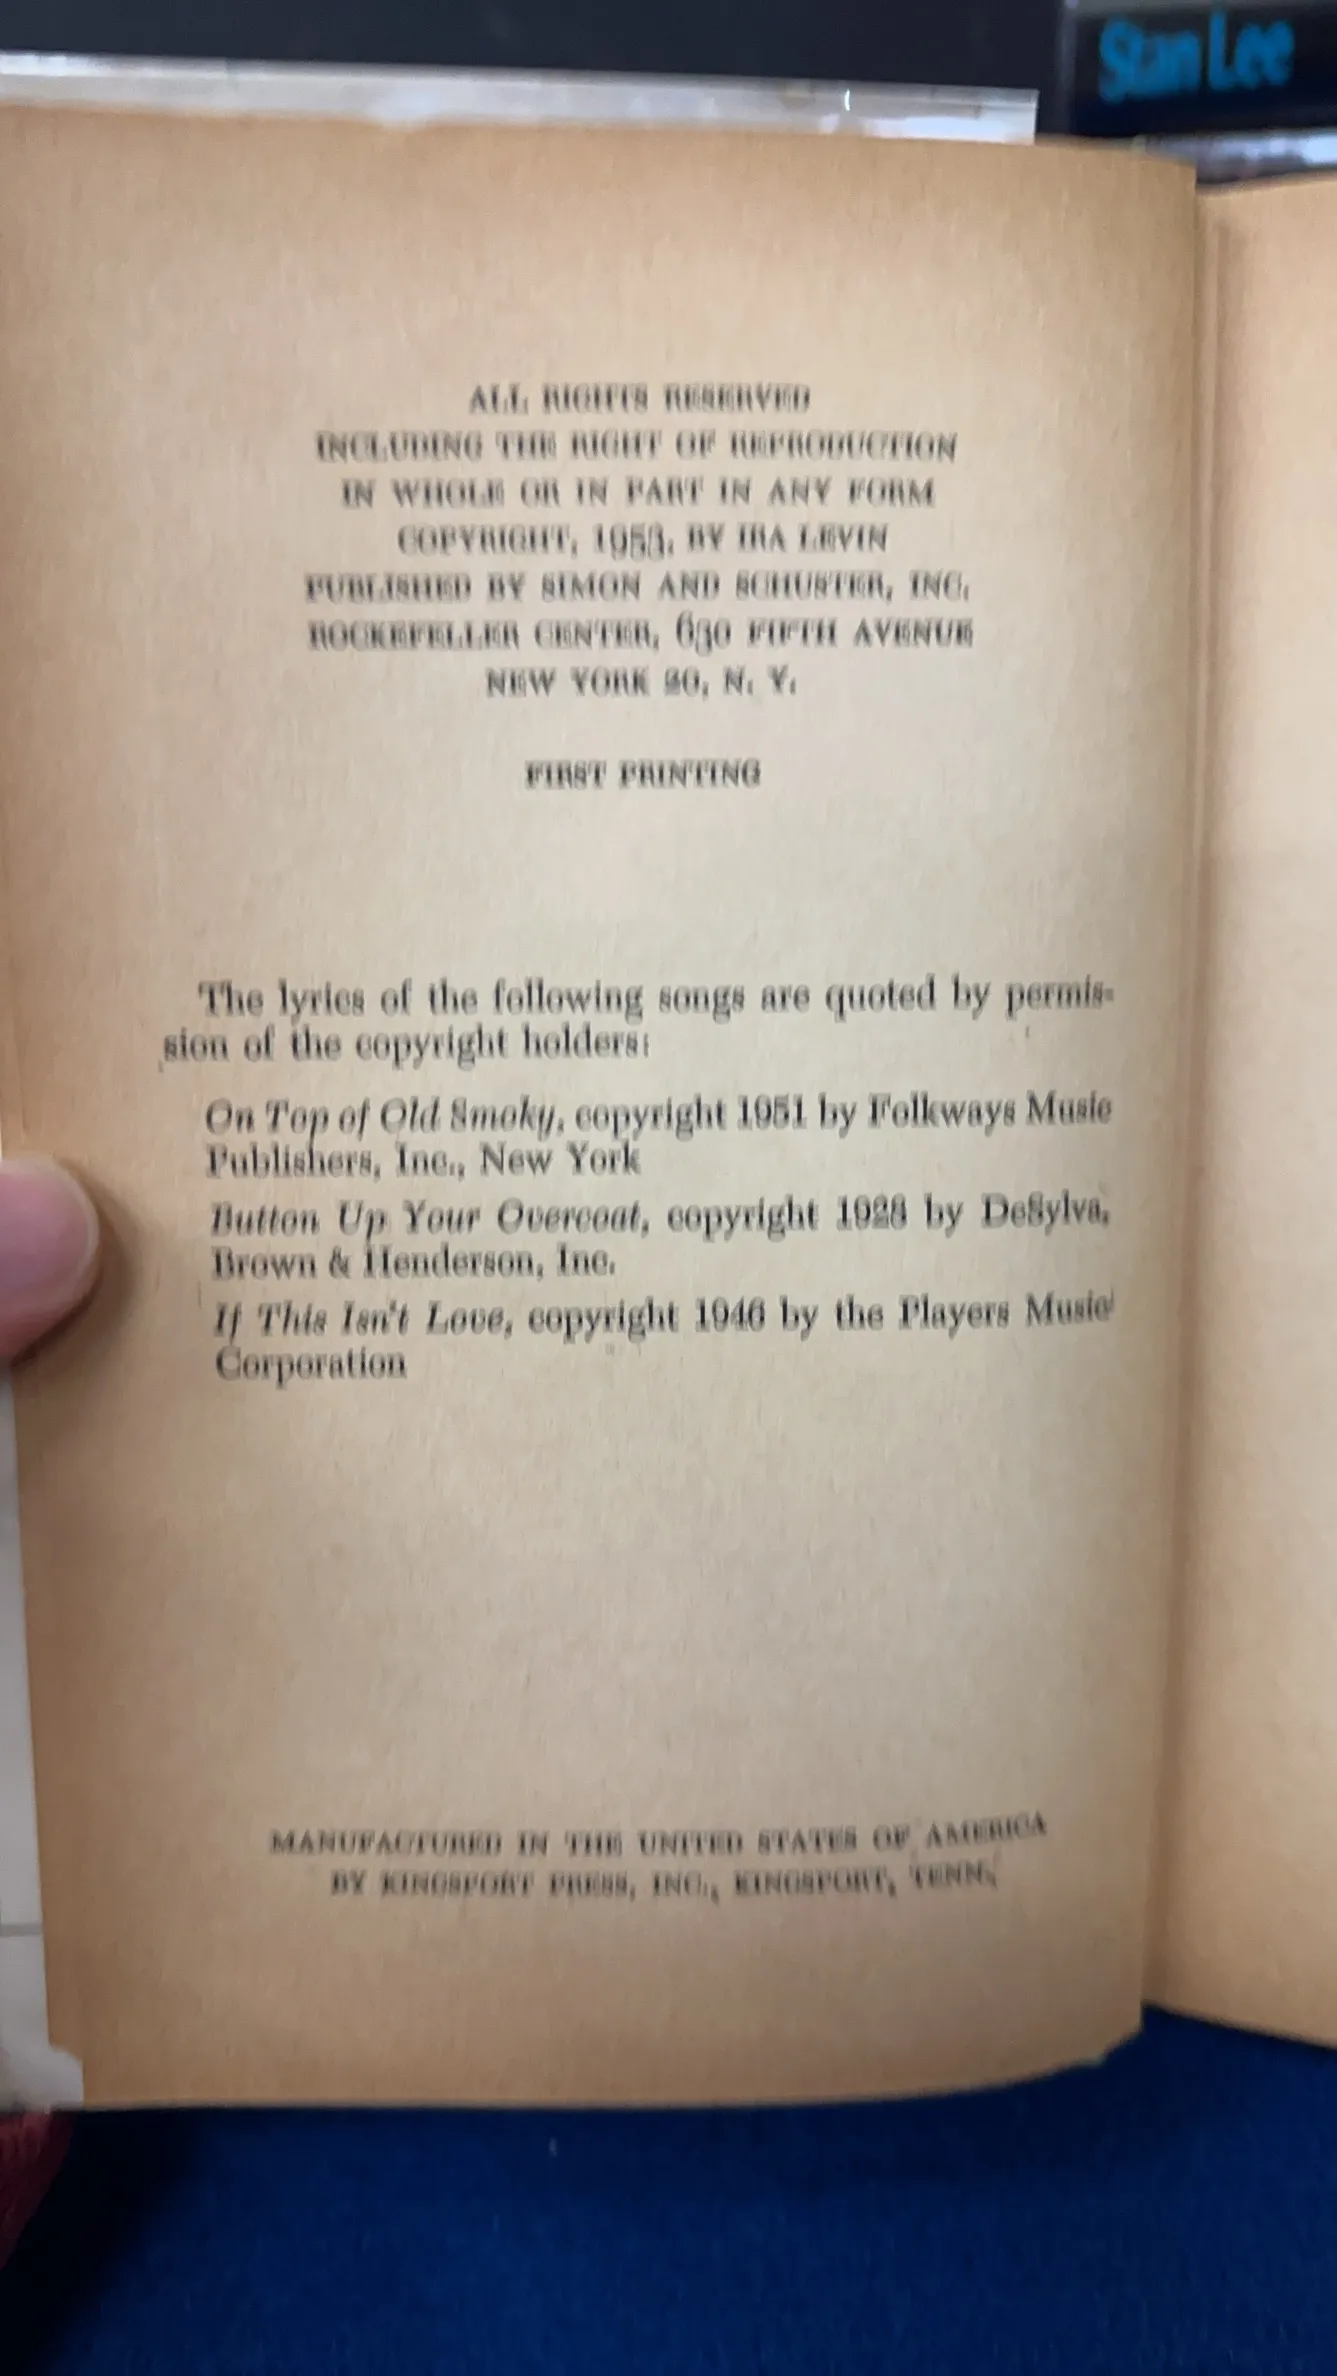 Stan Lee
ALL RIGHTS RESERVED
INCLUDING THE RIGHT OF REPRODUCTION
IN WHOLE OR IN PART IN ANY FORM
COPYRIGHT, 1953, BY IRA LEVIN
PUBLISHED BY SIMON AND SCHUSTER, INC.
ROCKEFELLER CENTER, 630 FIFTH AVENUE
NEW YORK 20, N. Y.
FIRST PRINTING
The lyrics of the following songs are quoted by permis-
sion of the copyright holders:
On Top of Old Smoky, copyright 1951 by Folkways Music
Publishers, Inc., New York
Button Up Your Overcoat, copyright 1928 by DeSylva,
Brown & Henderson, Inc.
If This Isn't Love, copyright 1946 by the Players Music
Corporation
MANUFACTURED IN THE UNITED STATES OF AMERICA
BY KINGSPORT PRESS, INC., KINGSPORT, TENN.